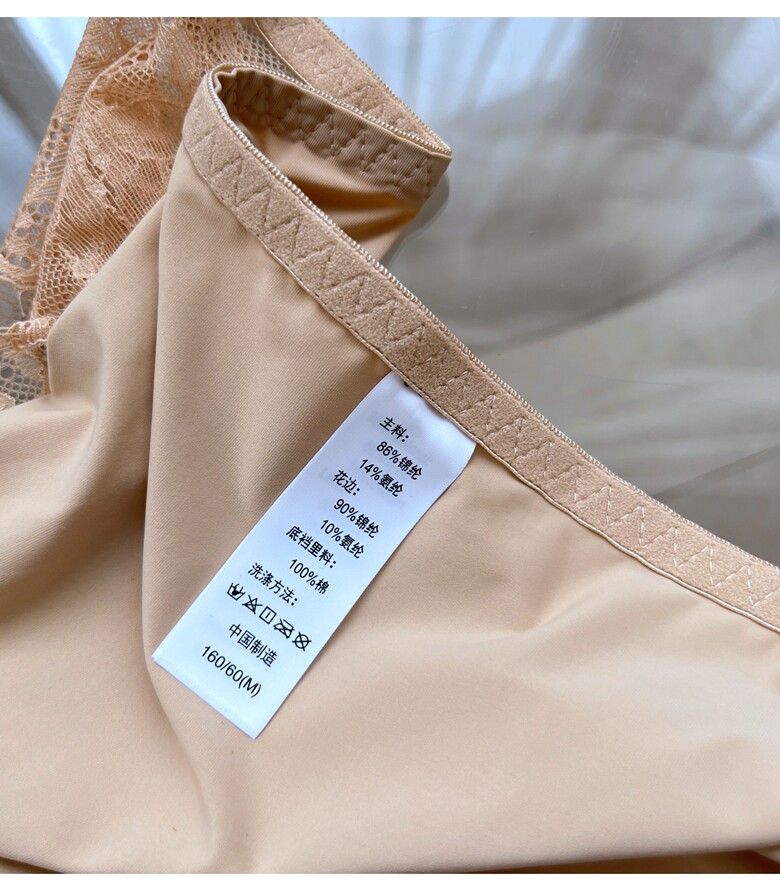 主料：
86%锦纶
14%氨纶
花边：
90%锦纶
10%氨纶
底裆里料：
100%棉
洗涤方法：
中国制造
160/60(M)